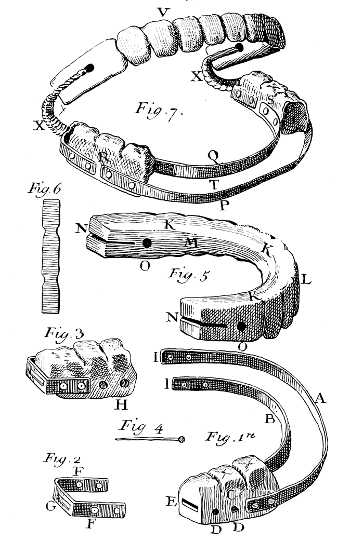 V
X
X
Fig. 7.
R
Q
T
P
Fig. 6
N
K
M
K
O
Fig. 5
L
K
N
O
Fig. 3
I
I
A
H
B
Fig. 4
Fig. 1re
Fig. 2
F
G
F
E
D
D